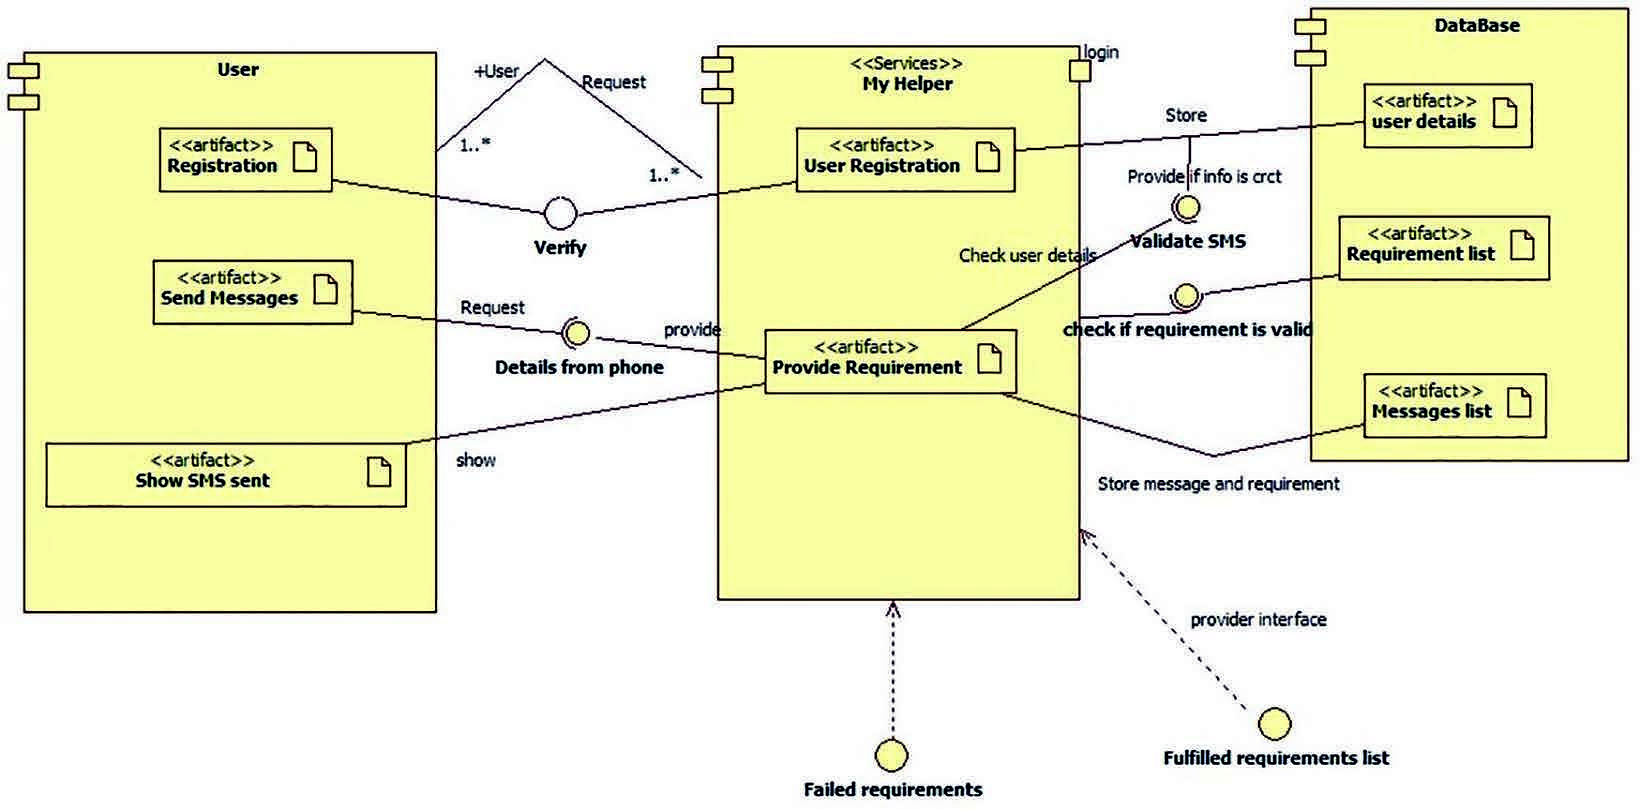 User
<<artifact>>
Registration
<<artifact>>
Send Messages
<<artifact>>
Show SMS sent
+User
Request
1..*
1..*
Verify
Request
provide
Details from phone
show
<<Services>>
My Helper
login
<<artifact>>
User Registration
<<artifact>>
Provide Requirement
Store
Provide if info is crct
Validate SMS
Check user details
check if requirement is valid
Store message and requirement
DataBase
<<artifact>>
user details
<<artifact>>
Requirement list
<<artifact>>
Messages list
provider interface
Fulfilled requirements list
Failed requirements